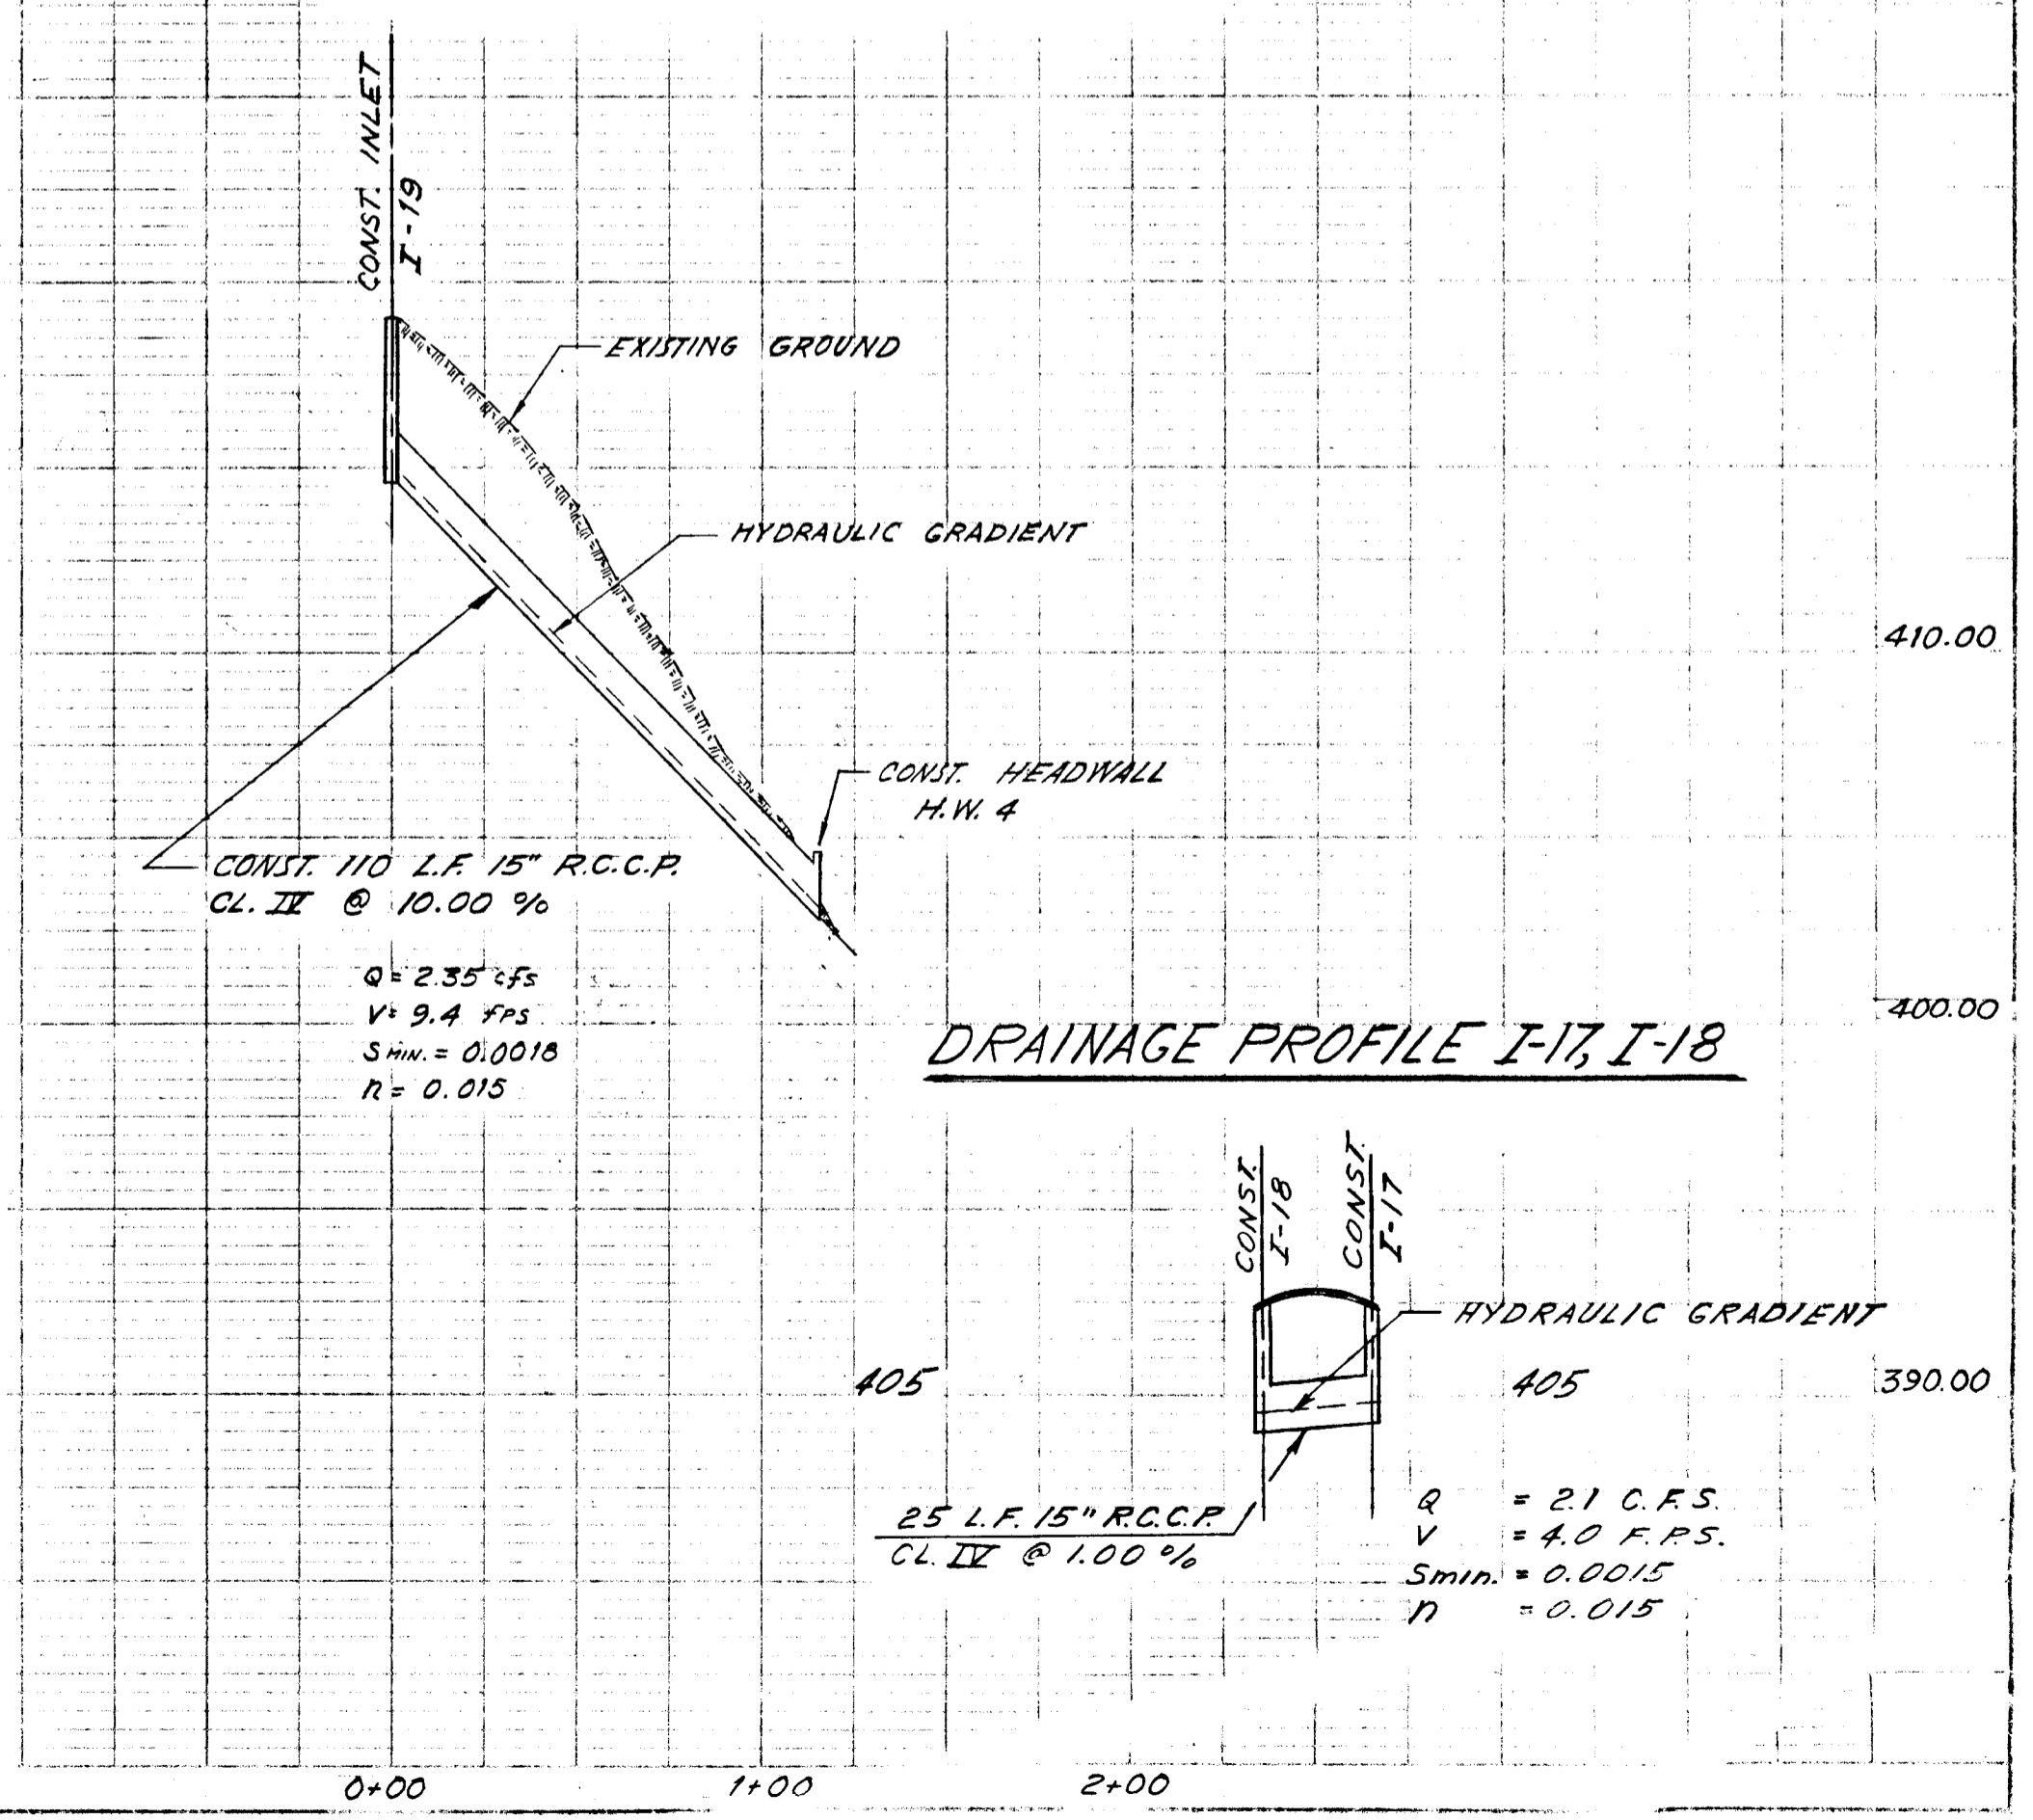 CONST. INLET
I-19
EXISTING GROUND
HYDRAULIC GRADIENT
410.00
CONST. HEADWALL
H.W. 4
CONST. 110 L.F. 15" R.C.C.P.
CL. IV @ 10.00 %
Q = 2.35 cfs
V = 9.4 fPS
S MIN. = 0.0018
n = 0.015
400.00
DRAINAGE PROFILE I-17, I-18
CONST.
I-18
CONST.
I-17
HYDRAULIC GRADIENT
405
405
390.00
25 L.F. 15" R.C.C.P.
CL. IV @ 1.00 %
Q = 2.1 C.F.S.
V = 4.0 F.P.S.
Smin. = 0.0015
n = 0.015
0+00
1+00
2+00